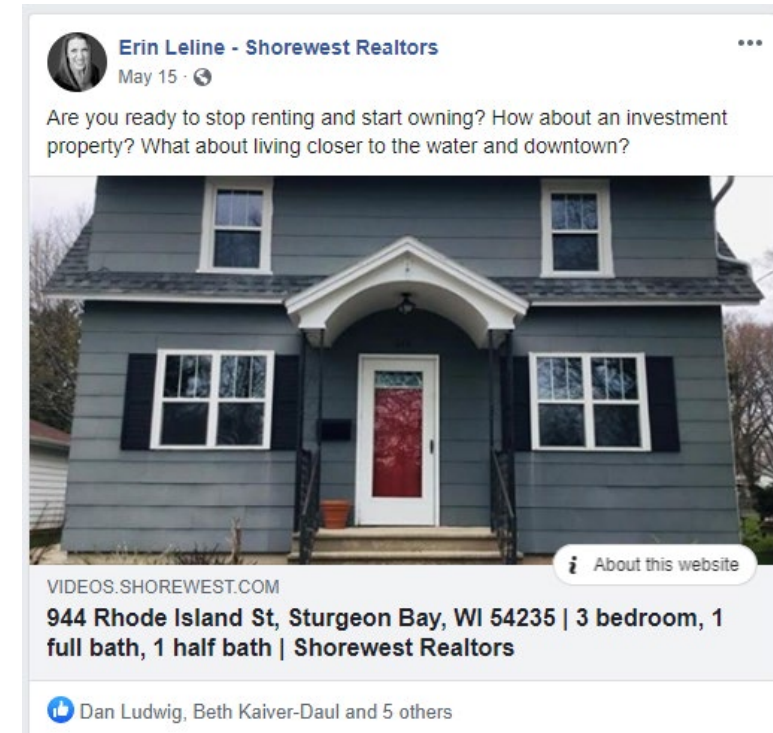 Erin Leline - Shorewest Realtors
May 15 ·
Are you ready to stop renting and start owning? How about an investment
property? What about living closer to the water and downtown?
i About this website
VIDEOS.SHOREWEST.COM
944 Rhode Island St, Sturgeon Bay, WI 54235 | 3 bedroom, 1
full bath, 1 half bath | Shorewest Realtors
Dan Ludwig, Beth Kaiver-Daul and 5 others